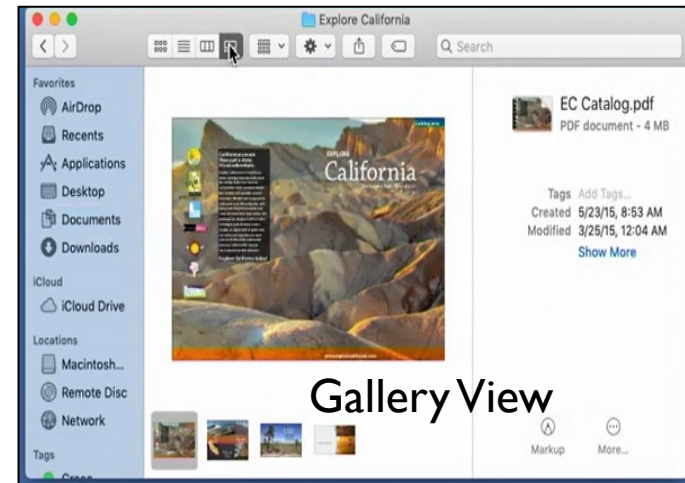 Explore California
Search
Favorites
AirDrop
Recents
Applications
Desktop
Documents
Downloads
iCloud
iCloud Drive
Locations
Macintosh...
Remote Disc
Network
Tags
Green
EXPLORE
California
EC Catalog.pdf
PDF document - 4 MB
Tags Add Tags...
Created 5/23/15, 8:53 AM
Modified 3/25/15, 12:04 AM
Show More
Gallery View
Markup
More...